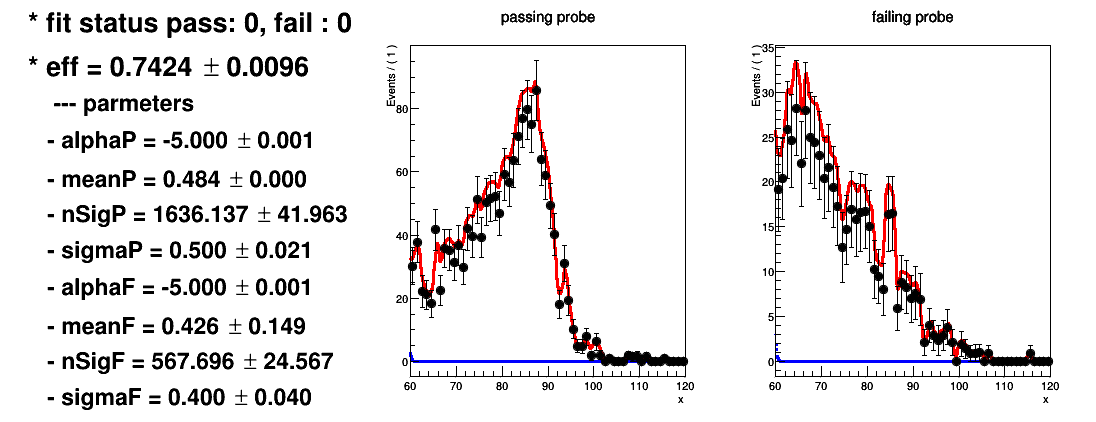 * fit status pass: 0, fail : 0
* eff = 0.7424 ± 0.0096
--- parmeters
- alphaP = -5.000 ± 0.001
- meanP = 0.484 ± 0.000
- nSigP = 1636.137 ± 41.963
- sigmaP = 0.500 ± 0.021
- alphaF = -5.000 ± 0.001
- meanF = 0.426 ± 0.149
- nSigF = 567.696 ± 24.567
- sigmaF = 0.400 ± 0.040
passing probe
Events / ( 1 )
80
60
40
20
0
60 70 80 90 100 110 120
x
failing probe
Events / ( 1 )
35
30
25
20
15
10
5
0
60 70 80 90 100 110 120
x